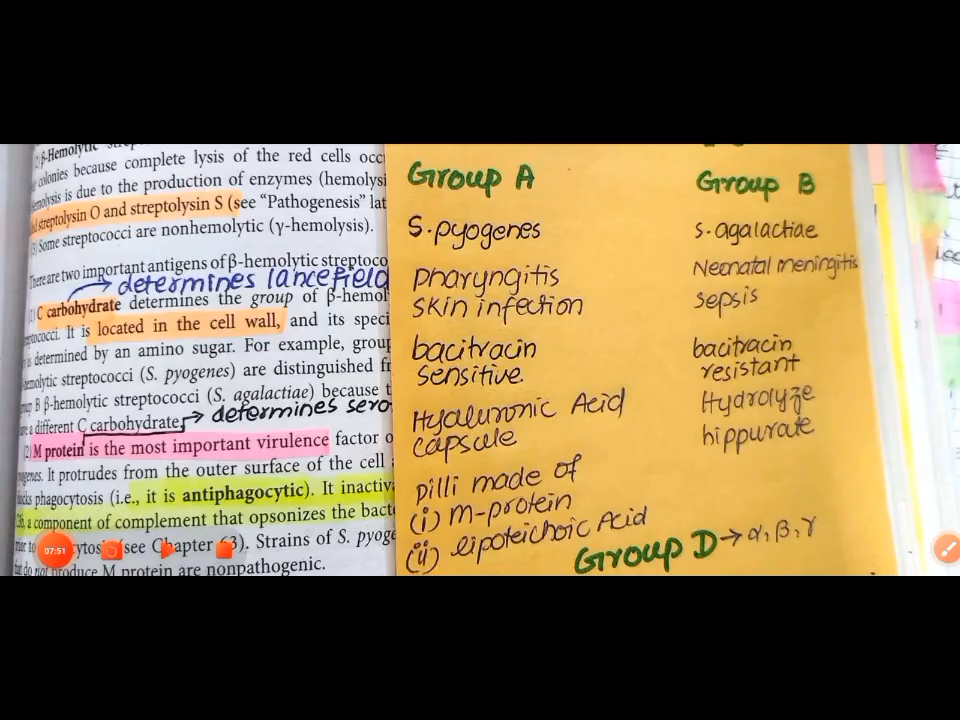 β-Hemolytic
colonies because complete lysis of the red cells occ
is due to the production of enzymes (hemolysi
streptolysin O and streptolysin S (see “Pathogenesis” lat
(3) Some streptococci are nonhemolytic (γ-hemolysis).
There are two important antigens of β-hemolytic streptoco
determines lancefield
C carbohydrate determines the group of β-hemol
It is located in the cell wall, and its speci
is determined by an amino sugar. For example, group
streptococci (S. pyogenes) are distinguished fr
B β-hemolytic streptococci (S. agalactiae) because t
a different C carbohydrate.
determines sero
(2) M protein is the most important virulence factor o
It protrudes from the outer surface of the cell
phagocytosis (i.e., it is antiphagocytic). It inactiv
a component of complement that opsonizes the bact
(see Chapter 63). Strains of S. pyoge
do not produce M protein are nonpathogenic.
07:51
Group A
S.pyogenes
Pharyngitis
skin infection
bacitracin
sensitive.
Hyaluronic Acid
capsule
Pilli made of
(i) M-protein
(ii) lipoteichoic Acid
Group B
S.agalactiae
Neonatal meningitis
sepsis
bacitracin
resistant
Hydrolyze
hippurate
Group D → α, β, γ